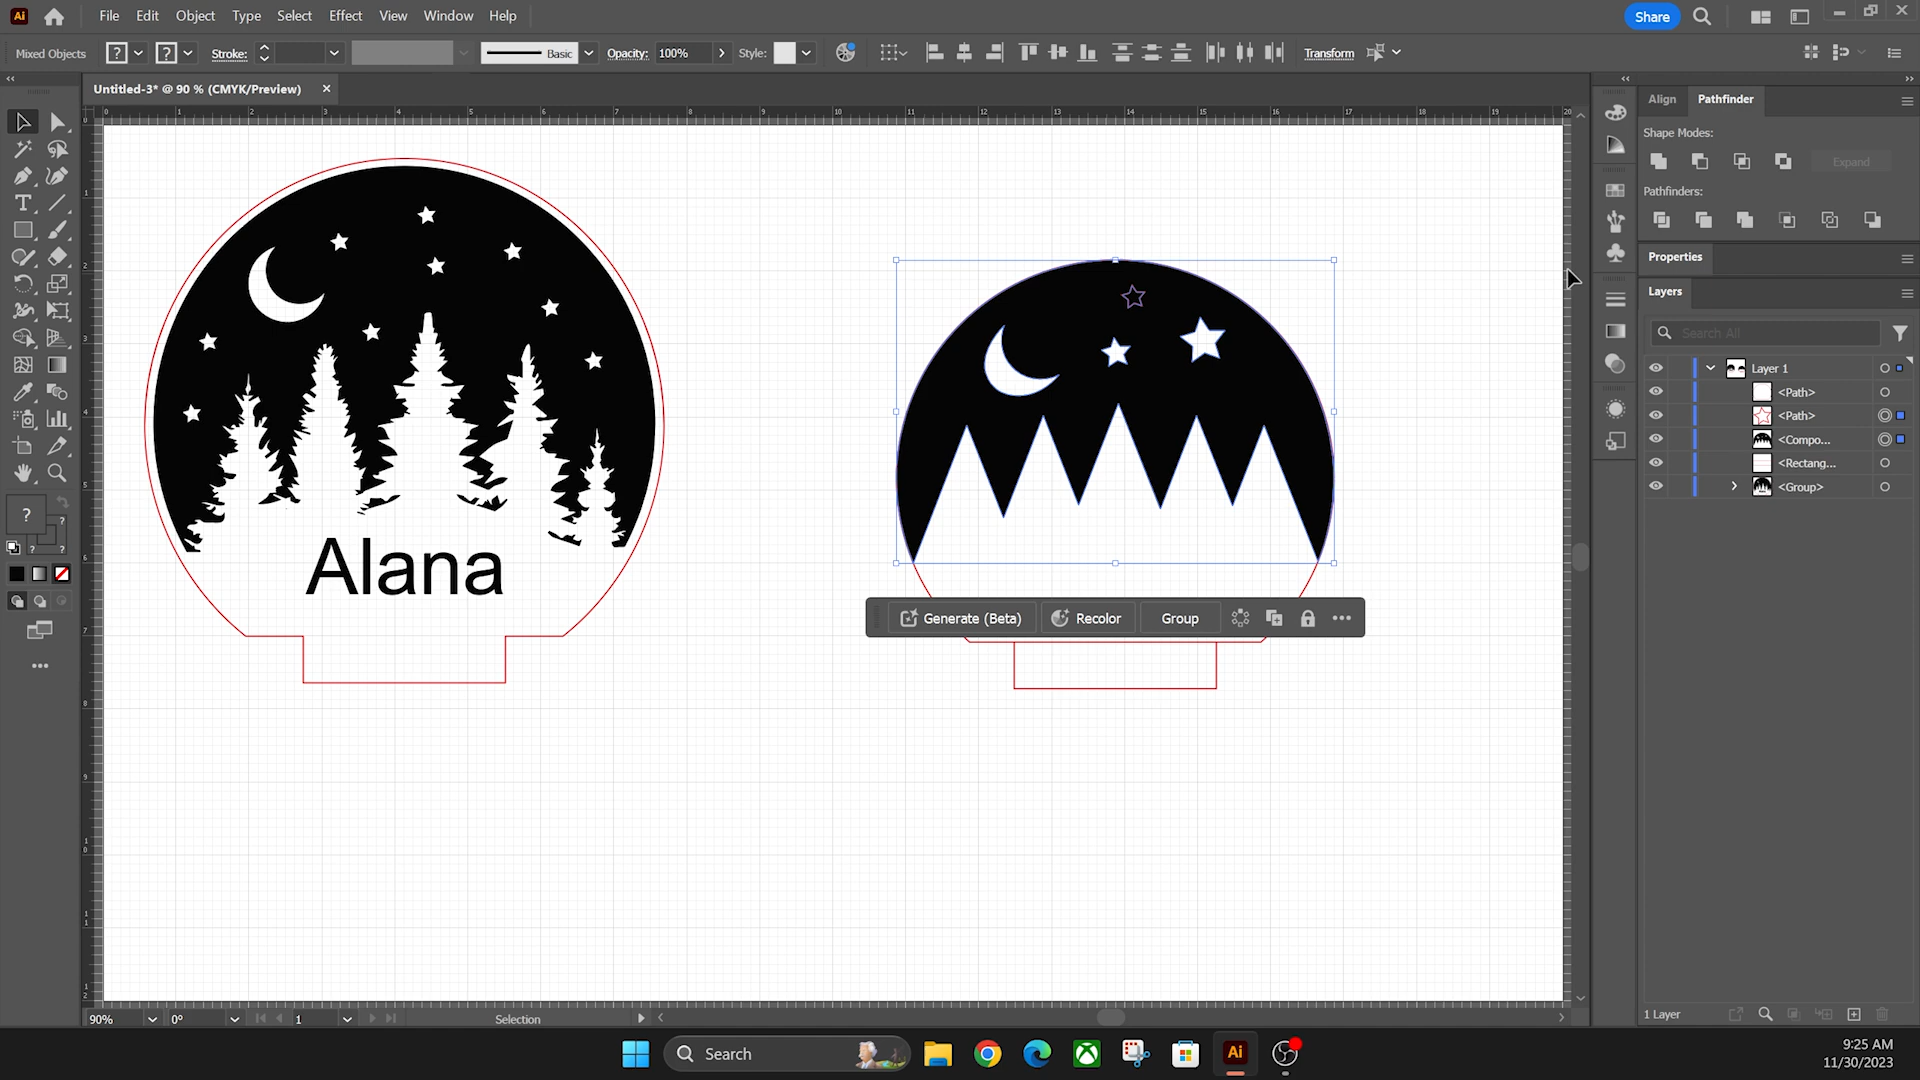 Ai File Edit Object Type Select Effect View Window Help Share
Mixed Objects ? ? Stroke: Basic Opacity: 100% Style: Transform
Untitled-3* @ 90 % (CMYK/Preview)
Align Pathfinder
Shape Modes:
Expand
Pathfinders:
Properties
Layers
Search All
Layer 1
<Path>
<Path>
<Compo...
<Rectang...
<Group>
Alana
Generate (Beta) Recolor Group
90% 0° 1 Selection
1 Layer
Search
Ai
9:25 AM
11/30/2023